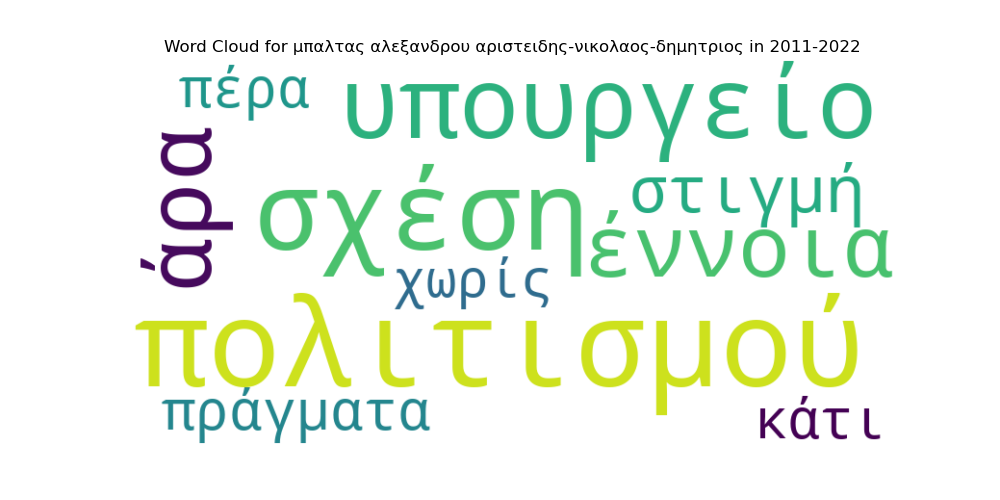 Word Cloud for μπαλτας αλεξανδρου αριστειδης-νικολαος-δημητριος in 2011-2022
πέρα
υπουργείο
άρα
σχέση
στιγμή
έννοια
χωρίς
πολιτισμού
πράγματα
κάτι